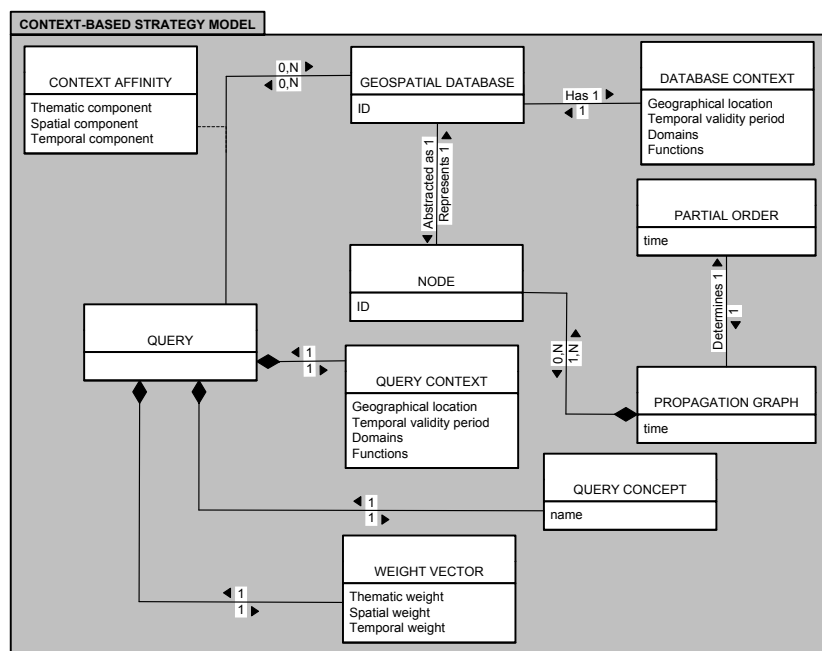 CONTEXT-BASED STRATEGY MODEL
CONTEXT AFFINITY
Thematic component
Spatial component
Temporal component
0,N
0,N
GEOSPATIAL DATABASE
ID
Has 1
1
DATABASE CONTEXT
Geographical location
Temporal validity period
Domains
Functions
Abstracted as 1
Represents 1
PARTIAL ORDER
time
NODE
ID
Determines 1
1
QUERY
1
1
0,N
1,N
QUERY CONTEXT
Geographical location
Temporal validity period
Domains
Functions
PROPAGATION GRAPH
time
1
1
QUERY CONCEPT
name
WEIGHT VECTOR
Thematic weight
Spatial weight
Temporal weight
1
1